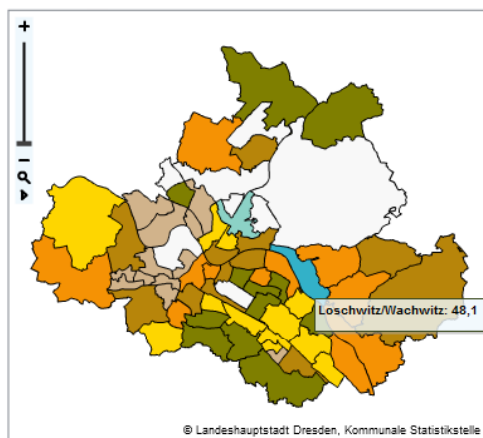 Loschwitz/Wachwitz: 48,1
© Landeshauptstadt Dresden, Kommunale Statistikstelle